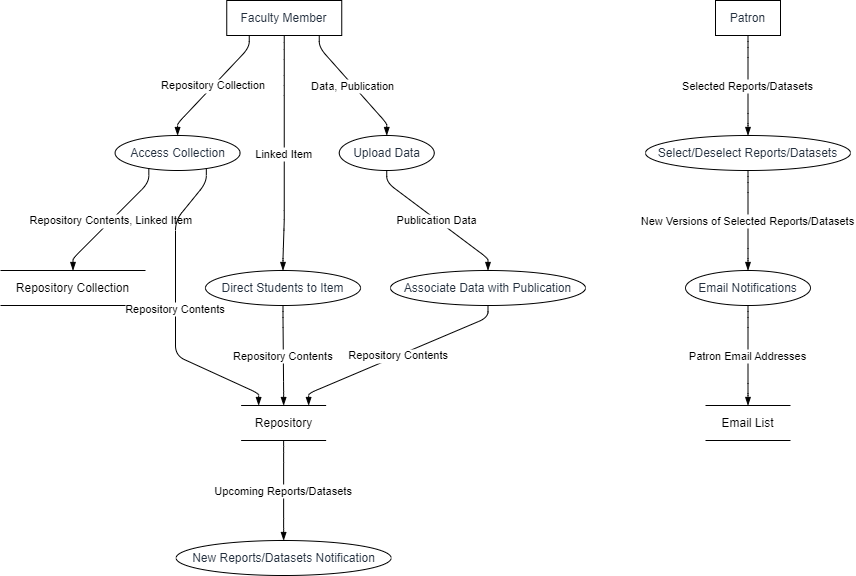 Faculty Member
Patron
Repository Collection
Data, Publication
Selected Reports/Datasets
Access Collection
Linked Item
Upload Data
Select/Deselect Reports/Datasets
Repository Contents, Linked Item
Publication Data
New Versions of Selected Reports/Datasets
Repository Collection
Direct Students to Item
Associate Data with Publication
Email Notifications
Repository Contents
Repository Contents
Repository Contents
Patron Email Addresses
Repository
Email List
Upcoming Reports/Datasets
New Reports/Datasets Notification